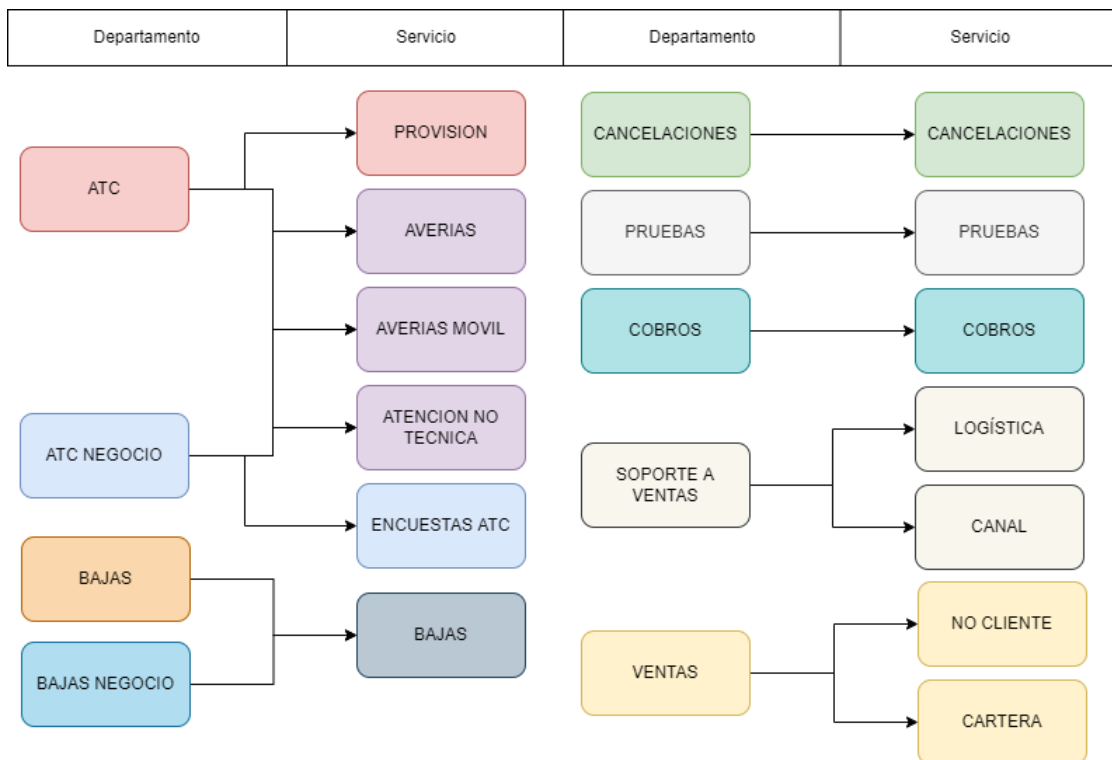 Departamento
Servicio
Departamento
Servicio
ATC
ATC NEGOCIO
BAJAS
BAJAS NEGOCIO
PROVISION
AVERIAS
AVERIAS MOVIL
ATENCION NO
TECNICA
ENCUESTAS ATC
BAJAS
CANCELACIONES
PRUEBAS
COBROS
SOPORTE A
VENTAS
VENTAS
CANCELACIONES
PRUEBAS
COBROS
LOGÍSTICA
CANAL
NO CLIENTE
CARTERA